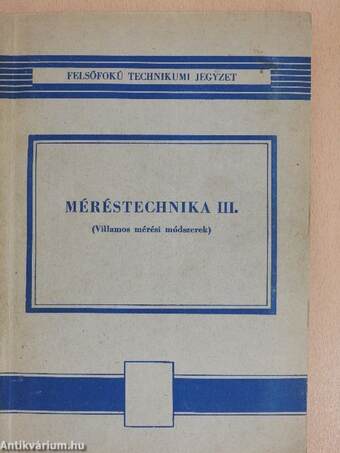 FELSŐFOKÚ TECHNIKUMI JEGYZET
MÉRÉSTECHNIKA III.
(Villamos mérési módszerek)
Antikvárium.hu